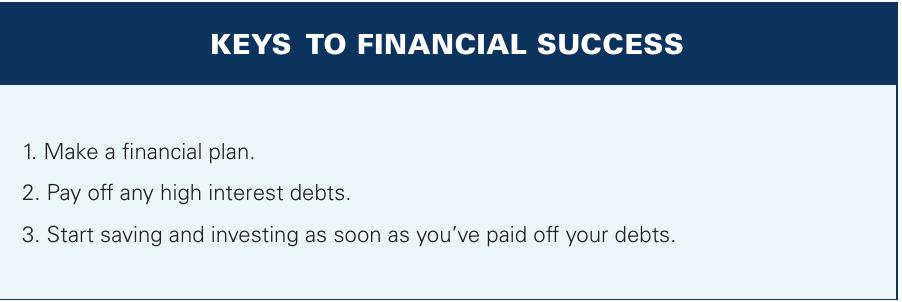 KEYS TO FINANCIAL SUCCESS
1. Make a financial plan.
2. Pay off any high interest debts.
3. Start saving and investing as soon as you’ve paid off your debts.